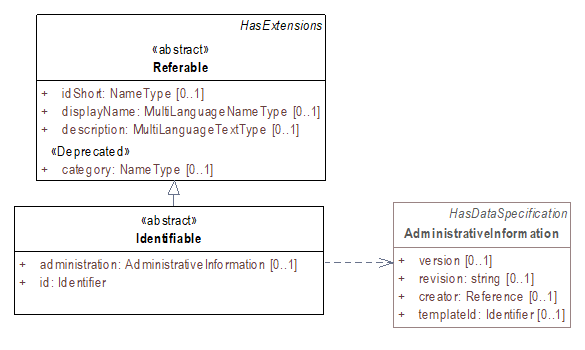 HasExtensions
«abstract»
Referable
+ idShort: NameType [0..1]
+ displayName: MultiLanguageNameType [0..1]
+ description: MultiLanguageTextType [0..1]
«Deprecated»
+ category: NameType [0..1]
«abstract»
Identifiable
+ administration: AdministrativeInformation [0..1]
+ id: Identifier
HasDataSpecification
AdministrativeInformation
+ version [0..1]
+ revision: string [0..1]
+ creator: Reference [0..1]
+ templateId: Identifier [0..1]